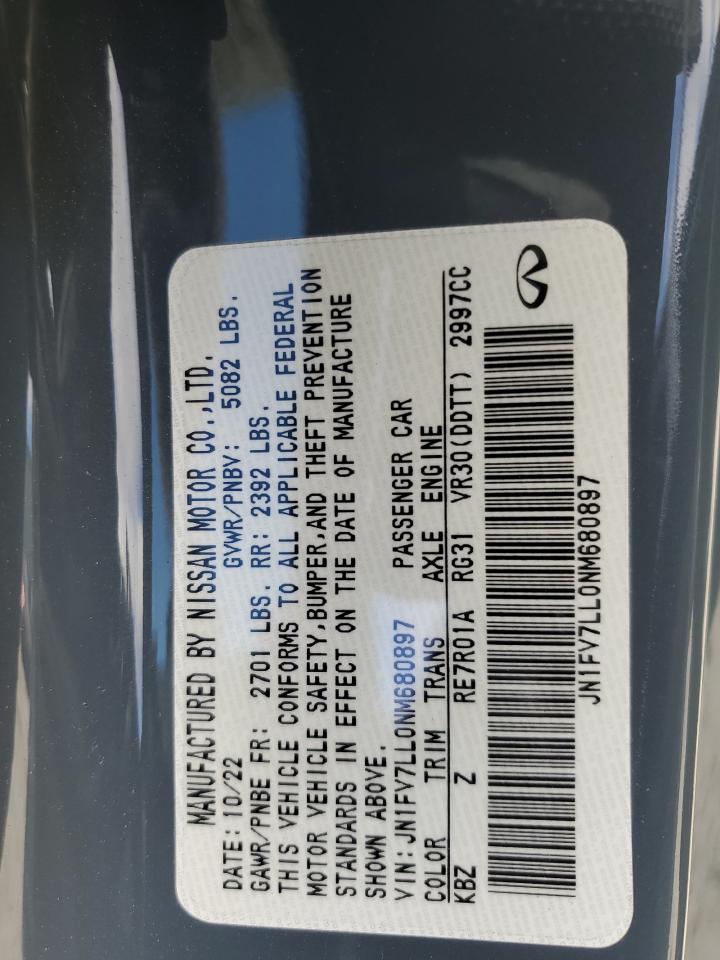 MANUFACTURED BY NISSAN MOTOR CO.,LTD.
DATE: 10/22 GVWR/PNBV: 5082 LBS.
GAWR/PNBE FR: 2701 LBS. RR: 2392 LBS.
THIS VEHICLE CONFORMS TO ALL APPLICABLE FEDERAL
MOTOR VEHICLE SAFETY,BUMPER,AND THEFT PREVENTION
STANDARDS IN EFFECT ON THE DATE OF MANUFACTURE
SHOWN ABOVE.
VIN: JN1FV7LL0NM680897 PASSENGER CAR
COLOR TRIM TRANS AXLE ENGINE
KBZ Z RE7R01A RG31 VR30(DDTT) 2997CC
JN1FV7LL0NM680897